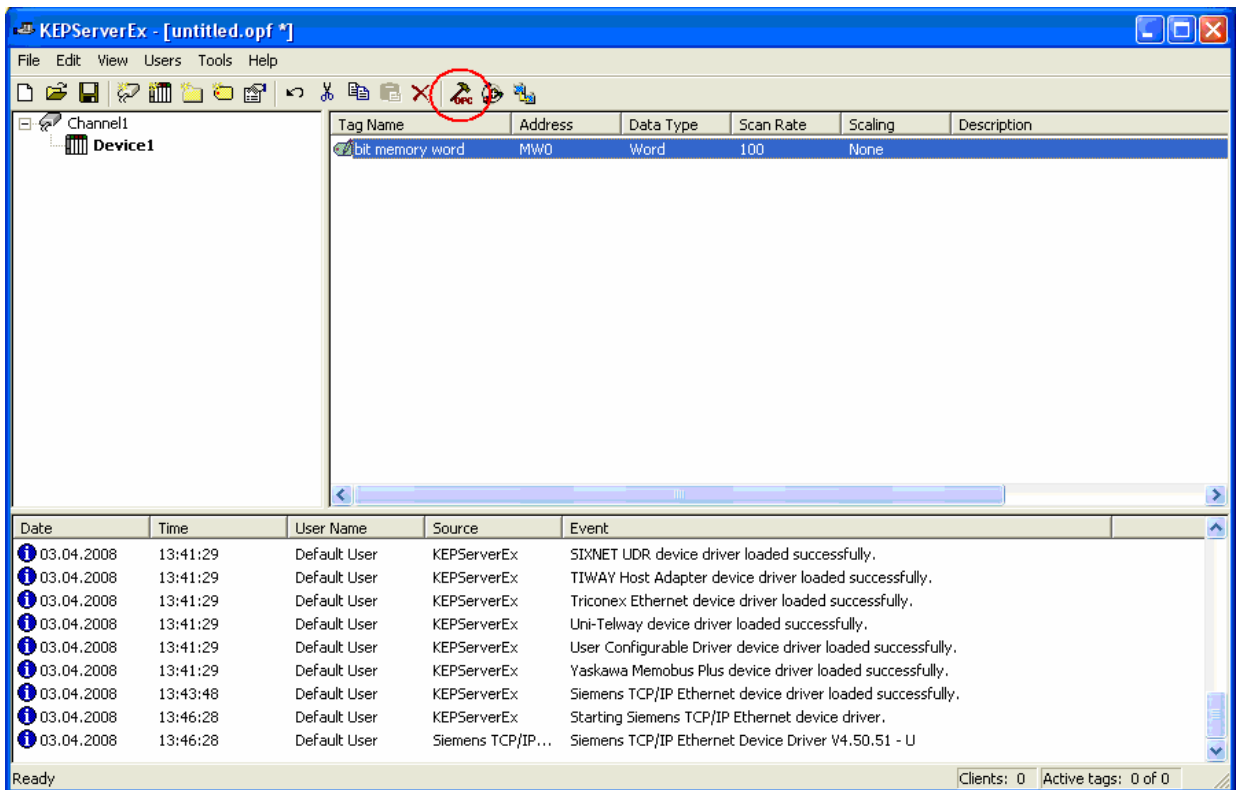 KEPServerEx - [untitled.opf *]
File Edit View Users Tools Help
OPC
Channel1
Device1
Tag Name Address Data Type Scan Rate Scaling Description
bit memory word MW0 Word 100 None
Date Time User Name Source Event
03.04.2008 13:41:29 Default User KEPServerEx SIXNET UDR device driver loaded successfully.
03.04.2008 13:41:29 Default User KEPServerEx TIWAY Host Adapter device driver loaded successfully.
03.04.2008 13:41:29 Default User KEPServerEx Triconex Ethernet device driver loaded successfully.
03.04.2008 13:41:29 Default User KEPServerEx Uni-Telway device driver loaded successfully.
03.04.2008 13:41:29 Default User KEPServerEx User Configurable Driver device driver loaded successfully.
03.04.2008 13:41:29 Default User KEPServerEx Yaskawa Memobus Plus device driver loaded successfully.
03.04.2008 13:43:48 Default User KEPServerEx Siemens TCP/IP Ethernet device driver loaded successfully.
03.04.2008 13:46:28 Default User KEPServerEx Starting Siemens TCP/IP Ethernet device driver.
03.04.2008 13:46:28 Default User Siemens TCP/IP... Siemens TCP/IP Ethernet Device Driver V4.50.51 - U
Ready Clients: 0 Active tags: 0 of 0